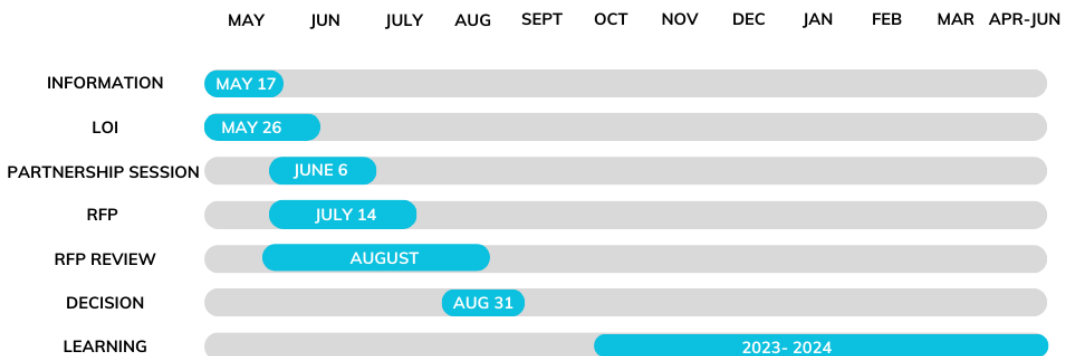 MAY JUN JULY AUG SEPT OCT NOV DEC JAN FEB MAR APR-JUN
INFORMATION MAY 17
LOI MAY 26
PARTNERSHIP SESSION JUNE 6
RFP JULY 14
RFP REVIEW AUGUST
DECISION AUG 31
LEARNING 2023- 2024